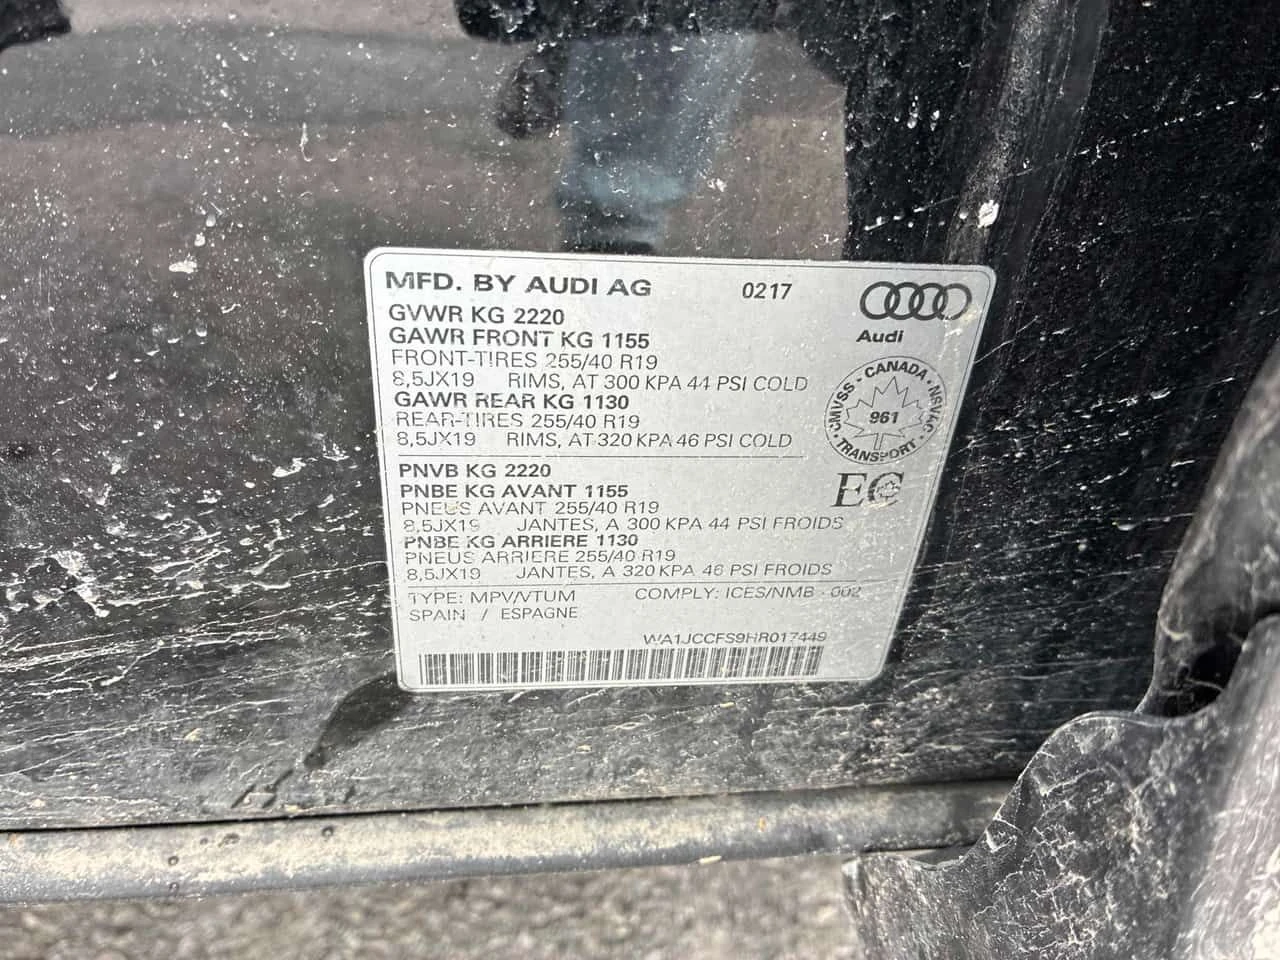 MFD. BY AUDI AG 0217
Audi
GVWR KG 2220
GAWR FRONT KG 1155
FRONT-TIRES 255/40 R19
8,5JX19 RIMS, AT 300 KPA 44 PSI COLD
GAWR REAR KG 1130
REAR-TIRES 255/40 R19
8,5JX19 RIMS, AT 320 KPA 46 PSI COLD
CMVSS - CANADA - NSVAC
961
TRANSPORT
PNVB KG 2220
PNBE KG AVANT 1155
PNEUS AVANT 255/40 R19
8,5JX19 JANTES, A 300 KPA 44 PSI FROIDS
PNBE KG ARRIERE 1130
PNEUS ARRIERE 255/40 R19
8,5JX19 JANTES, A 320 KPA 46 PSI FROIDS
EC
TYPE: MPV/VTUM COMPLY: ICES/NMB - 002
SPAIN / ESPAGNE
WA1JCCFS9HR017449